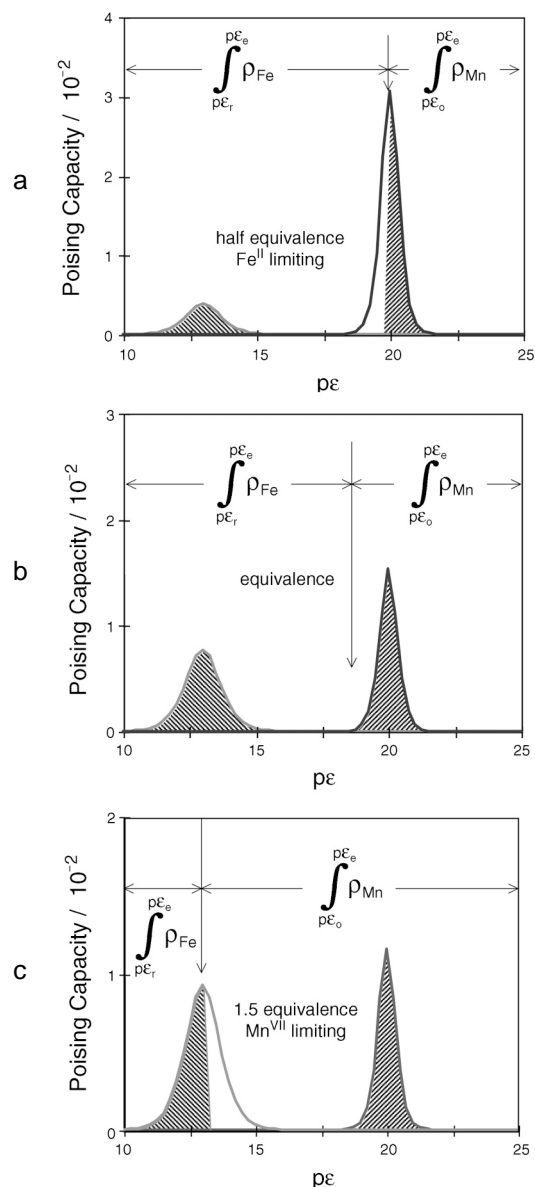 a
Poising Capacity / 10⁻²
4
3
2
1
0
pεₑ
∫ ρFe
pεᵣ
pεₑ
∫ ρMn
pεₒ
half equivalence
Feᴵᴵ limiting
10 15 20 25
pε
b
Poising Capacity / 10⁻²
3
2
1
0
pεₑ
∫ ρFe
pεᵣ
pεₑ
∫ ρMn
pεₒ
equivalence
10 15 20 25
pε
c
Poising Capacity / 10⁻²
2
1
0
pεₑ
∫ ρFe
pεᵣ
pεₑ
∫ ρMn
pεₒ
1.5 equivalence
Mnⱽᴵᴵ limiting
10 15 20 25
pε